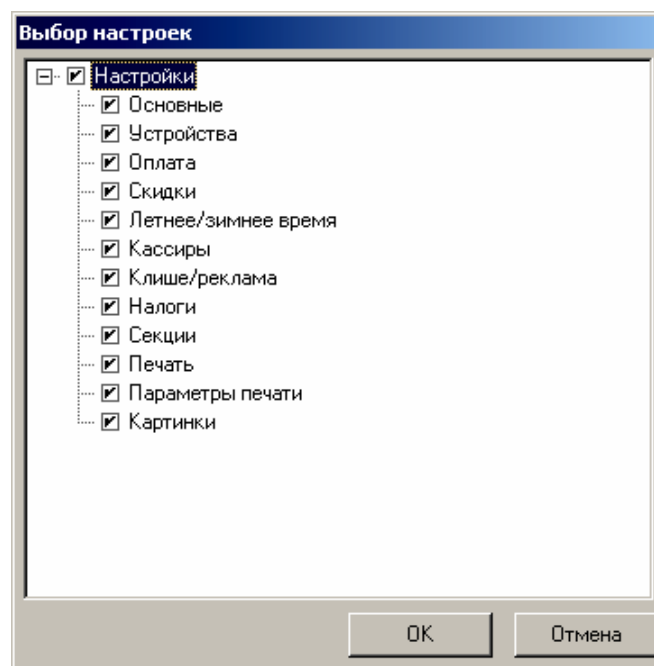 Выбор настроек
Настройки
Основные
Устройства
Оплата
Скидки
Летнее/зимнее время
Кассиры
Клише/реклама
Налоги
Секции
Печать
Параметры печати
Картинки
OK Отмена